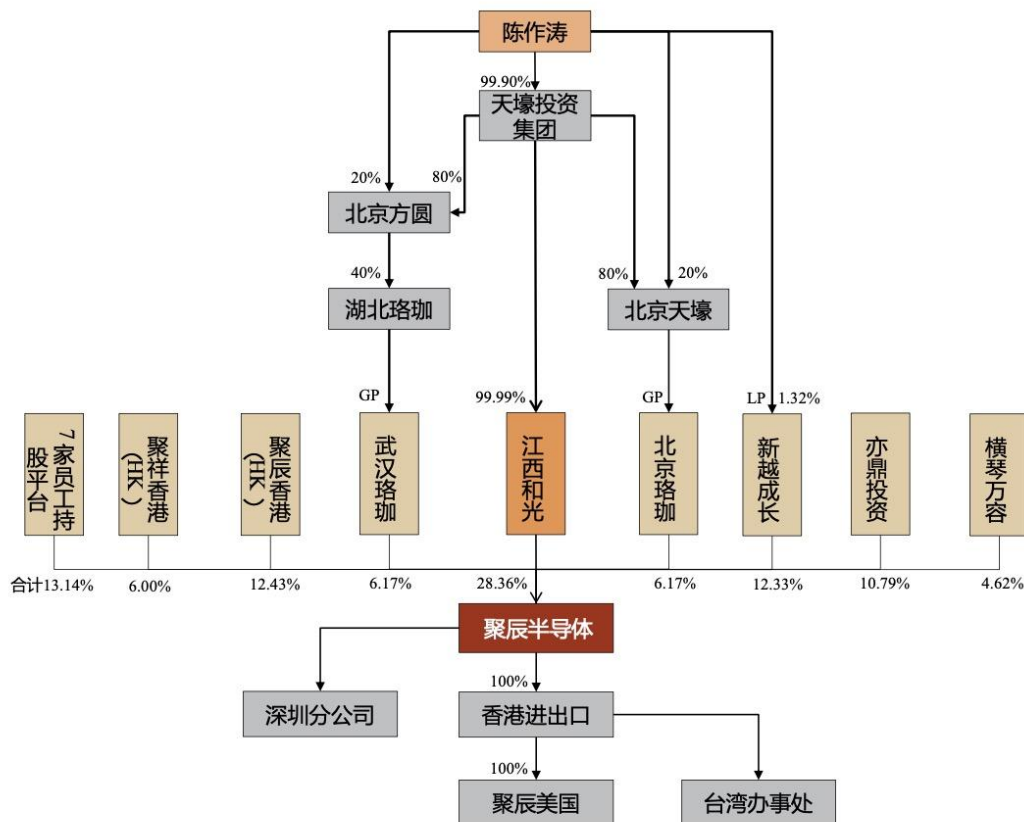 陈作涛
99.90%
天壕投资
集团
20%
80%
北京方圆
40%
湖北珞珈
80%
20%
北京天壕
GP
99.99%
GP
LP
1.32%
7家员工持
股平台
聚祥香港
(HK)
聚辰香港
(HK)
武汉珞珈
江西和光
北京珞珈
新越成长
亦鼎投资
横琴万容
合计13.14%
6.00%
12.43%
6.17%
28.36%
6.17%
12.33%
10.79%
4.62%
聚辰半导体
100%
深圳分公司
香港进出口
100%
聚辰美国
台湾办事处